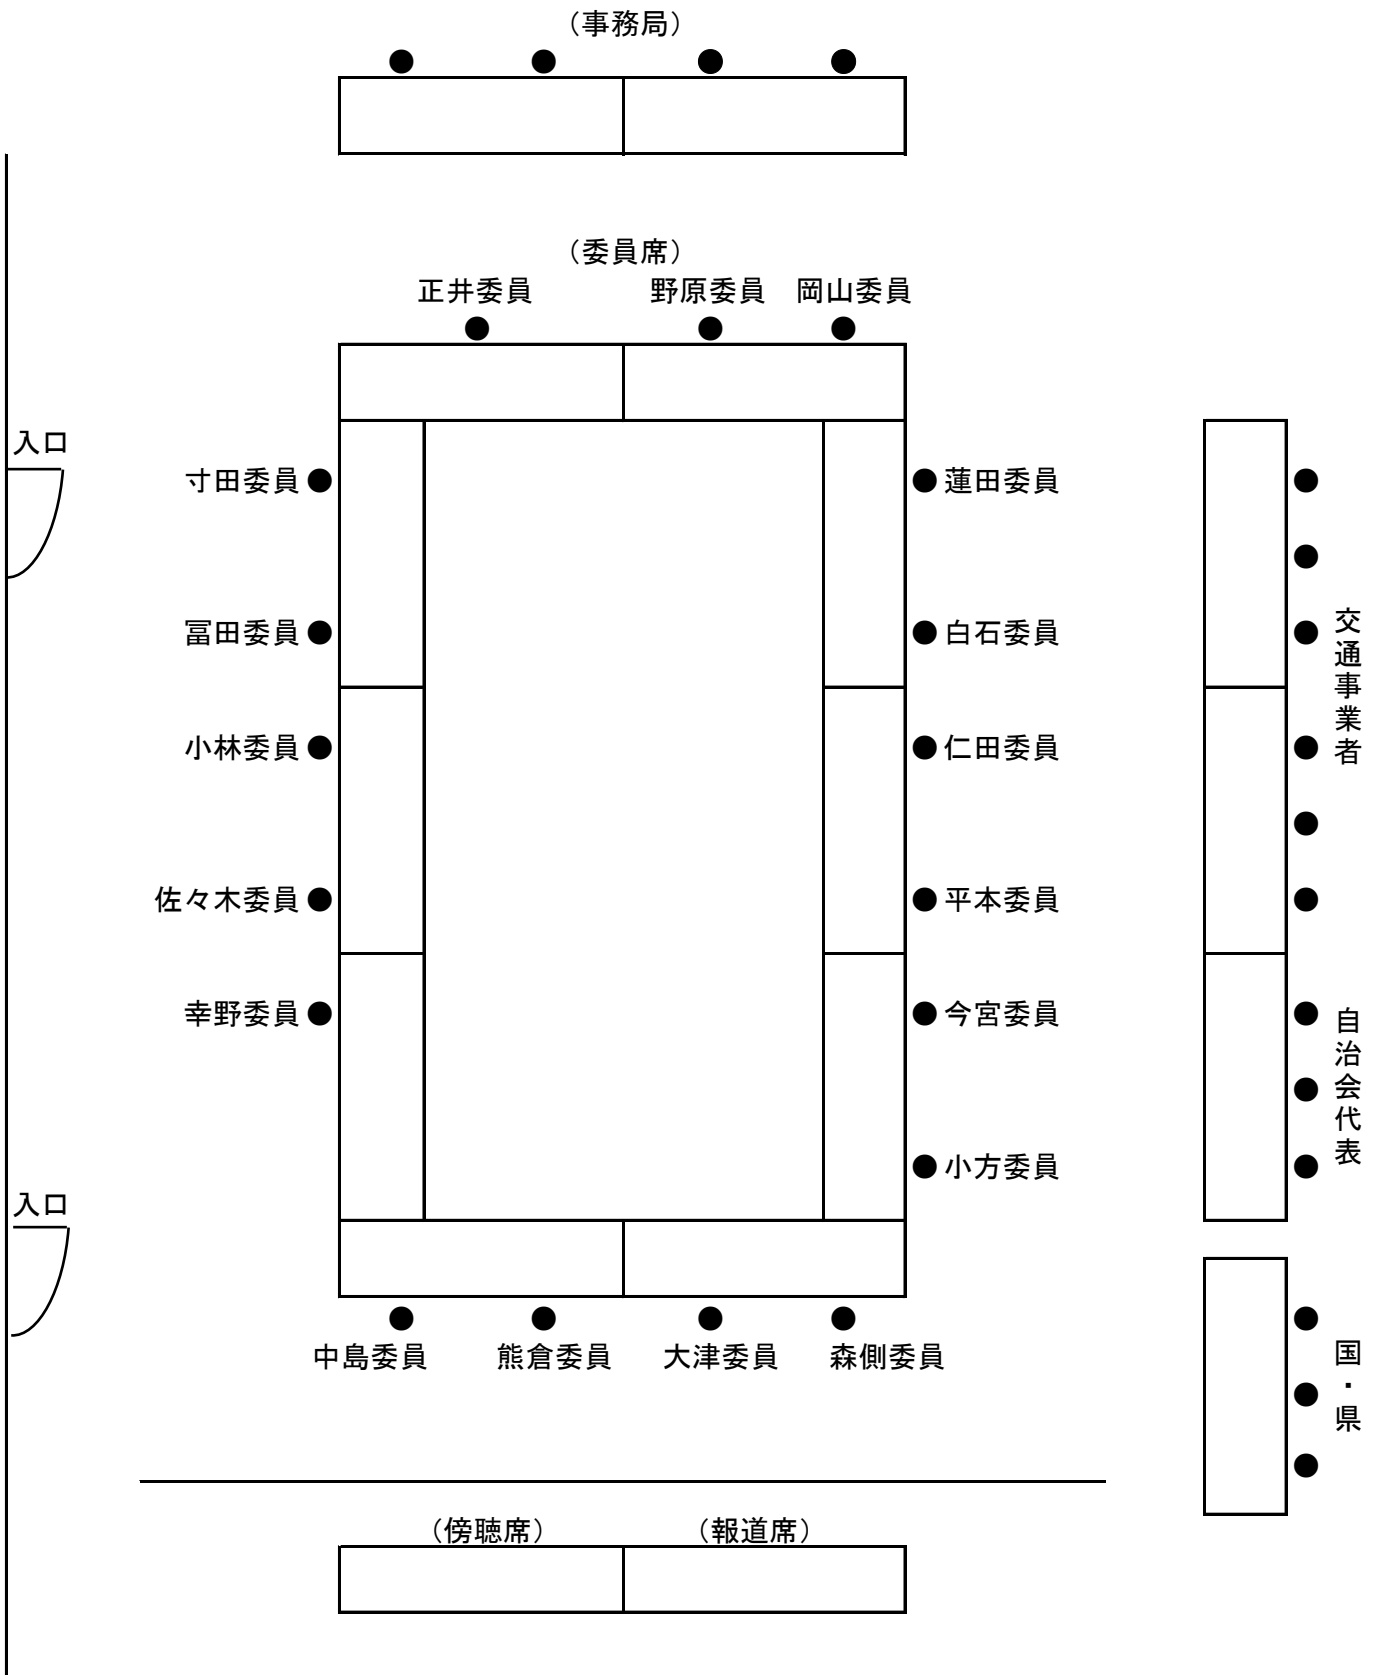 （事務局）
（委員席）
正井委員
野原委員
岡山委員
入口
寸田委員
蓮田委員
冨田委員
白石委員
交通事業者
小林委員
仁田委員
佐々木委員
平本委員
幸野委員
今宮委員
自治会代表
小方委員
入口
中島委員
熊倉委員
大津委員
森側委員
国・県
（傍聴席）
（報道席）